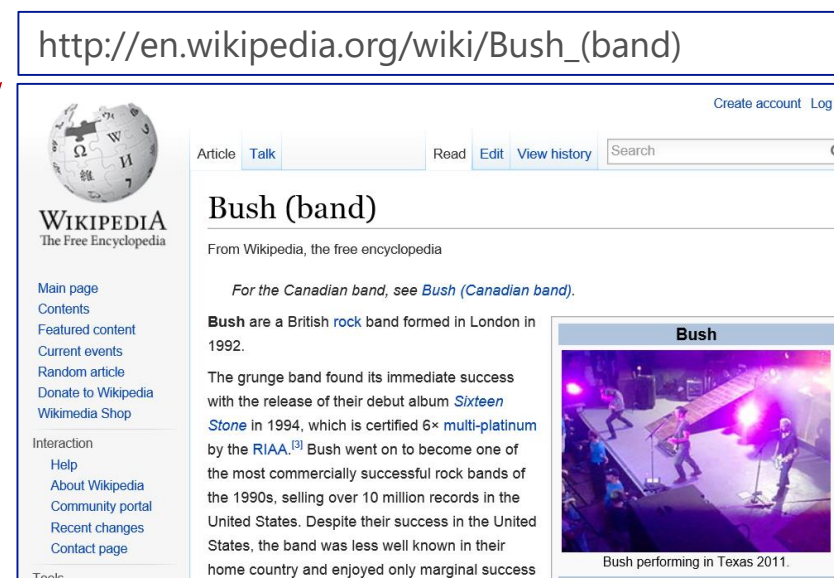 http://en.wikipedia.org/wiki/Bush_(band)
Create account Log
Article Talk Read Edit View history Search
WIKIPEDIA
The Free Encyclopedia
Main page
Contents
Featured content
Current events
Random article
Donate to Wikipedia
Wikimedia Shop
Interaction
Help
About Wikipedia
Community portal
Recent changes
Contact page
Tools
Bush (band)
From Wikipedia, the free encyclopedia
For the Canadian band, see Bush (Canadian band).
Bush are a British rock band formed in London in
1992.
The grunge band found its immediate success
with the release of their debut album Sixteen
Stone in 1994, which is certified 6× multi-platinum
by the RIAA.[3] Bush went on to become one of
the most commercially successful rock bands of
the 1990s, selling over 10 million records in the
United States. Despite their success in the United
States, the band was less well known in their
home country and enjoyed only marginal success
Bush
Bush performing in Texas 2011.